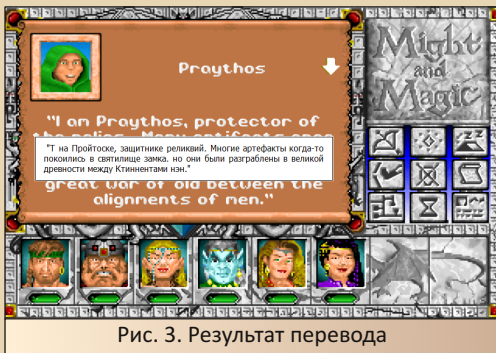 Praythos
Might
and
Magic
"I am Praythos, protector of
"Т на Пройтоске, защитнике реликвий. Многие артефакты когда-то
покоились в святилище замка. но они были разграблены в великой
древности между Ктиннентами нэн."
great war of old between the
alignments of men."
Рис. 3. Результат перевода